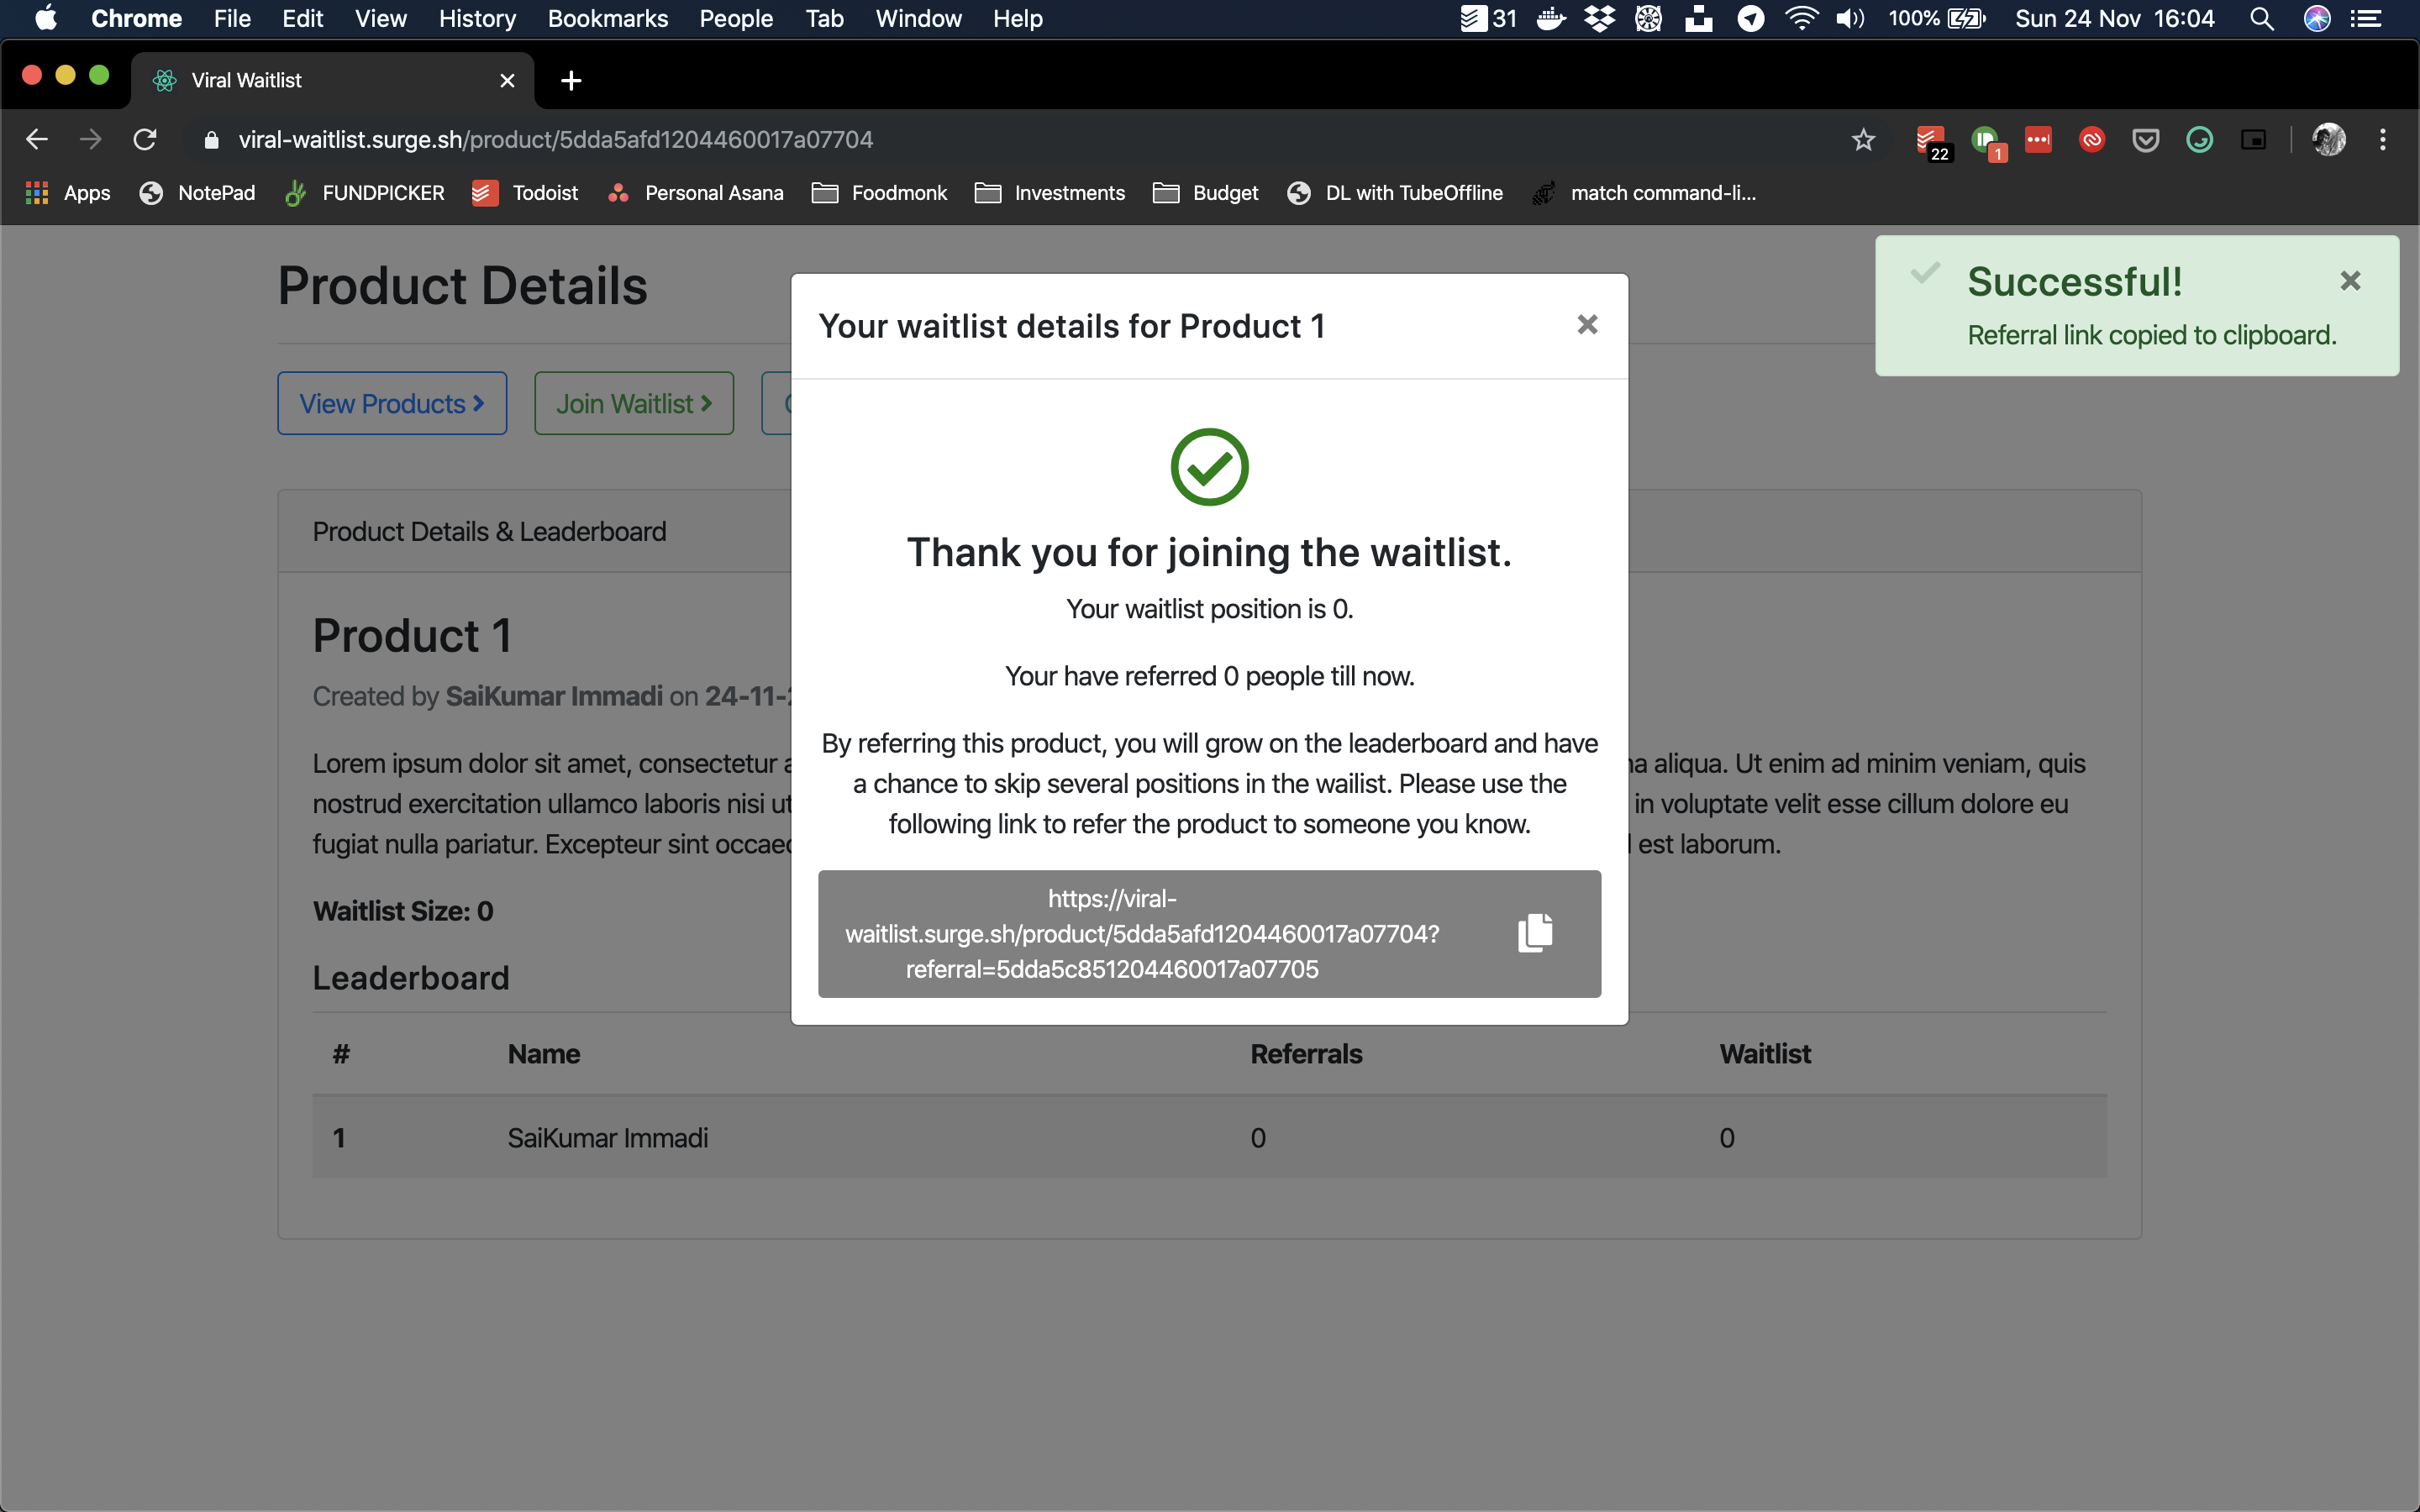 Chrome File Edit View History Bookmarks People Tab Window Help 31 100% Sun 24 Nov 16:04
Viral Waitlist
viral-waitlist.surge.sh/product/5dda5afd1204460017a07704 22 1
Apps NotePad FUNDPICKER Todoist Personal Asana Foodmonk Investments Budget DL with TubeOffline match command-li...
Product Details
View Products
Join Waitlist
Product Details & Leaderboard
Product 1
Created by SaiKumar Immadi on 24-11-
Lorem ipsum dolor sit amet, consectetur
aliqua. Ut enim ad minim veniam, quis
nostrud exercitation ullamco laboris nisi ut
in voluptate velit esse cillum dolore eu
fugiat nulla pariatur. Excepteur sint
est laborum.
Waitlist Size: 0
Leaderboard
# Name Referrals Waitlist
1 SaiKumar Immadi 0 0
Your waitlist details for Product 1
Thank you for joining the waitlist.
Your waitlist position is 0.
Your have referred 0 people till now.
By referring this product, you will grow on the leaderboard and have
a chance to skip several positions in the wailist. Please use the
following link to refer the product to someone you know.
https://viral-
waitlist.surge.sh/product/5dda5afd1204460017a07704?
referral=5dda5c851204460017a07705
Successful!
Referral link copied to clipboard.